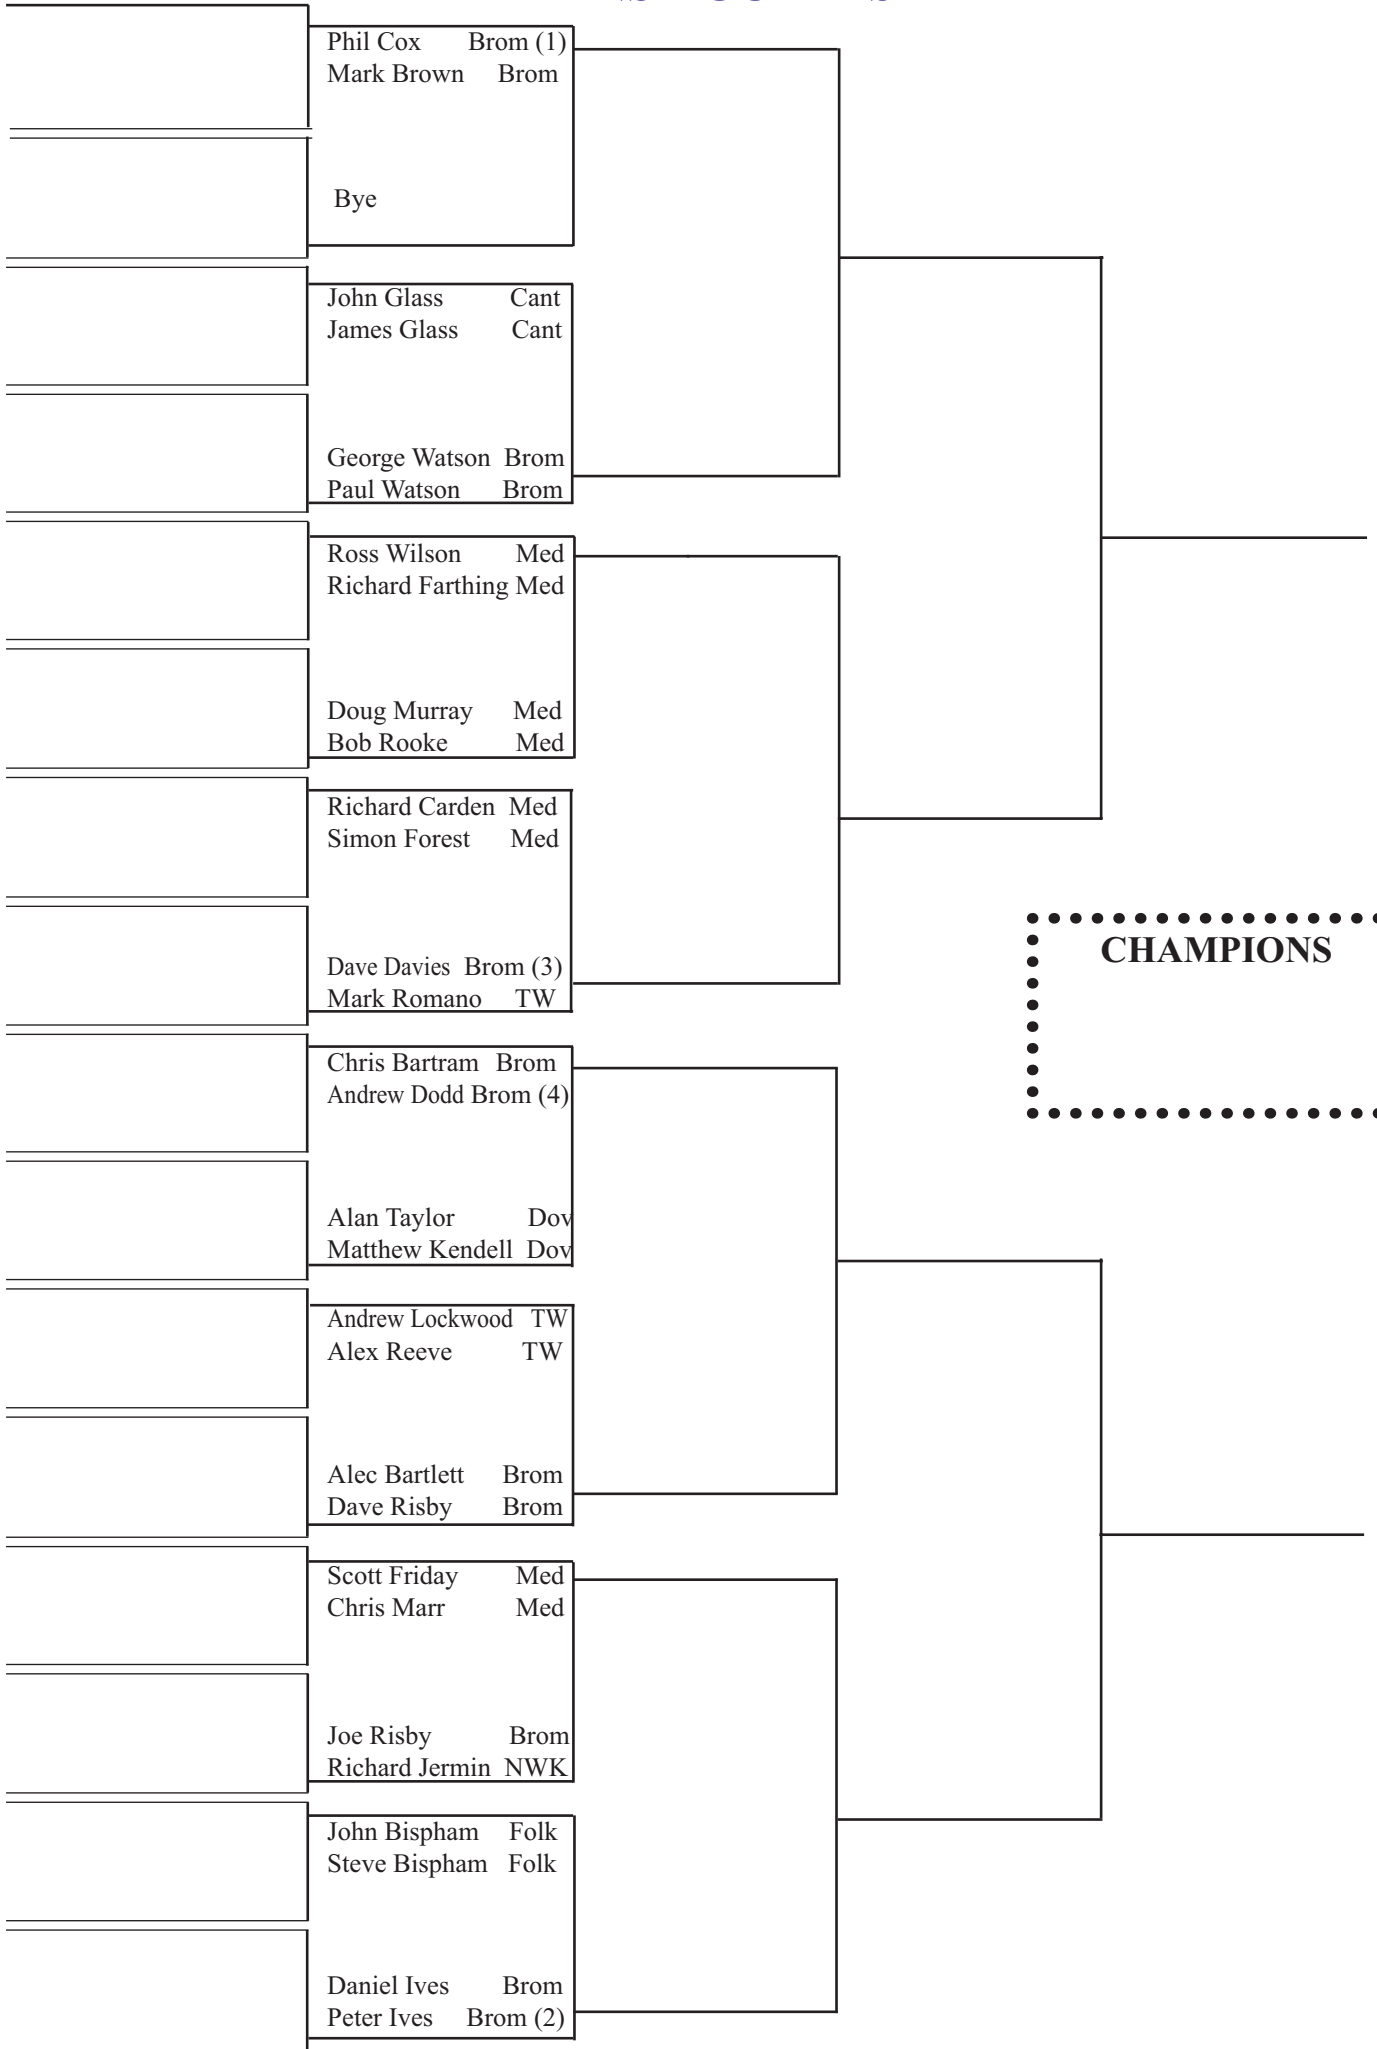 Phil Cox Brom (1)
Mark Brown Brom
Bye
John Glass Cant
James Glass Cant
George Watson Brom
Paul Watson Brom
Ross Wilson Med
Richard Farthing Med
Doug Murray Med
Bob Rooke Med
Richard Carden Med
Simon Forest Med
Dave Davies Brom (3)
Mark Romano TW
CHAMPIONS
Chris Bartram Brom
Andrew Dodd Brom (4)
Alan Taylor Dov
Matthew Kendell Dov
Andrew Lockwood TW
Alex Reeve TW
Alec Bartlett Brom
Dave Risby Brom
Scott Friday Med
Chris Marr Med
Joe Risby Brom
Richard Jermin NWK
John Bispham Folk
Steve Bispham Folk
Daniel Ives Brom
Peter Ives Brom (2)